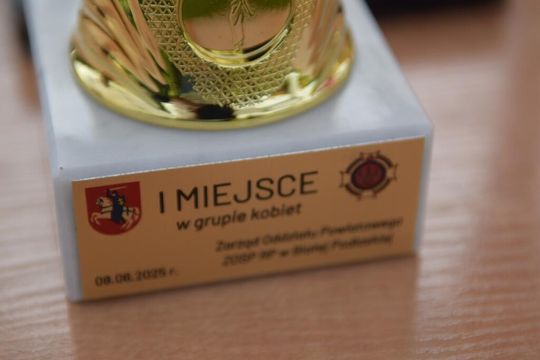 I MIEJSCE
w grupie kobiet
Zarząd Oddziału Powiatowego
ZOSP RP w Białej Podlaskiej
08.06.2025 r.